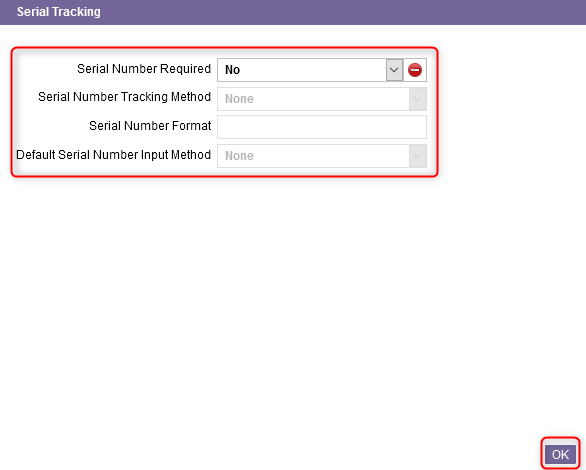 Serial Tracking
Serial Number Required No
Serial Number Tracking Method None
Serial Number Format
Default Serial Number Input Method None
OK